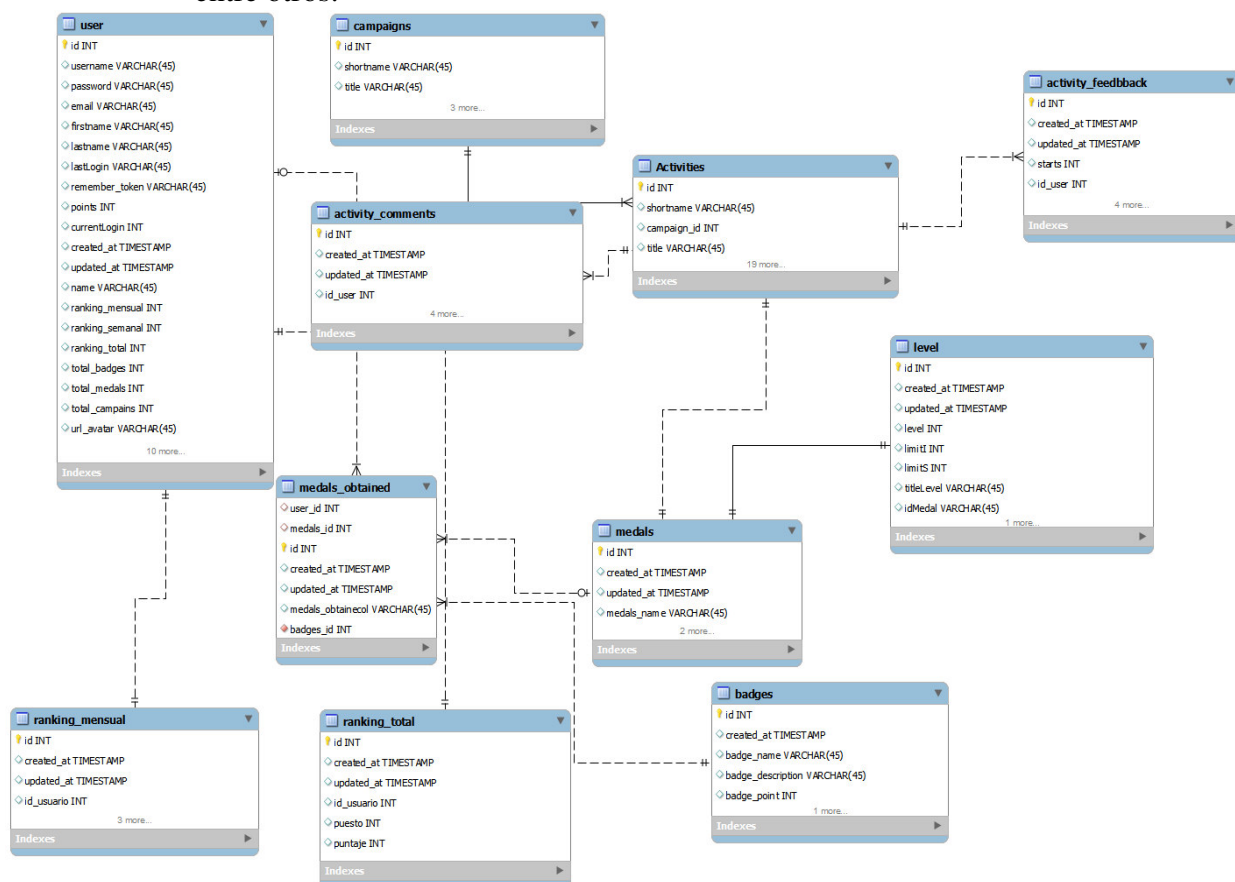 entre otros.
user
id INT
username VARCHAR(45)
password VARCHAR(45)
email VARCHAR(45)
firstname VARCHAR(45)
lastname VARCHAR(45)
lastLogin VARCHAR(45)
remember_token VARCHAR(45)
points INT
currentLogin INT
created_at TIMESTAMP
updated_at TIMESTAMP
name VARCHAR(45)
ranking_mensual INT
ranking_semanal INT
ranking_total INT
total_badges INT
total_medals INT
total_campains INT
url_avatar VARCHAR(45)
10 more...
Indexes
campaigns
id INT
shortname VARCHAR(45)
title VARCHAR(45)
3 more...
Indexes
activity_feedbback
id INT
created_at TIMESTAMP
updated_at TIMESTAMP
starts INT
id_user INT
4 more...
Indexes
Activities
id INT
shortname VARCHAR(45)
campaign_id INT
title VARCHAR(45)
19 more...
Indexes
activity_comments
id INT
created_at TIMESTAMP
updated_at TIMESTAMP
id_user INT
4 more...
Indexes
level
id INT
created_at TIMESTAMP
updated_at TIMESTAMP
level INT
limitI INT
limitS INT
titleLevel VARCHAR(45)
idMedal VARCHAR(45)
1 more...
Indexes
medals_obtained
user_id INT
medals_id INT
id INT
created_at TIMESTAMP
updated_at TIMESTAMP
medals_obtainecol VARCHAR(45)
badges_id INT
Indexes
medals
id INT
created_at TIMESTAMP
updated_at TIMESTAMP
medals_name VARCHAR(45)
2 more...
Indexes
ranking_mensual
id INT
created_at TIMESTAMP
updated_at TIMESTAMP
id_usuario INT
3 more...
Indexes
ranking_total
id INT
created_at TIMESTAMP
updated_at TIMESTAMP
id_usuario INT
puesto INT
puntaje INT
Indexes
badges
id INT
created_at TIMESTAMP
badge_name VARCHAR(45)
badge_description VARCHAR(45)
badge_point INT
1 more...
Indexes